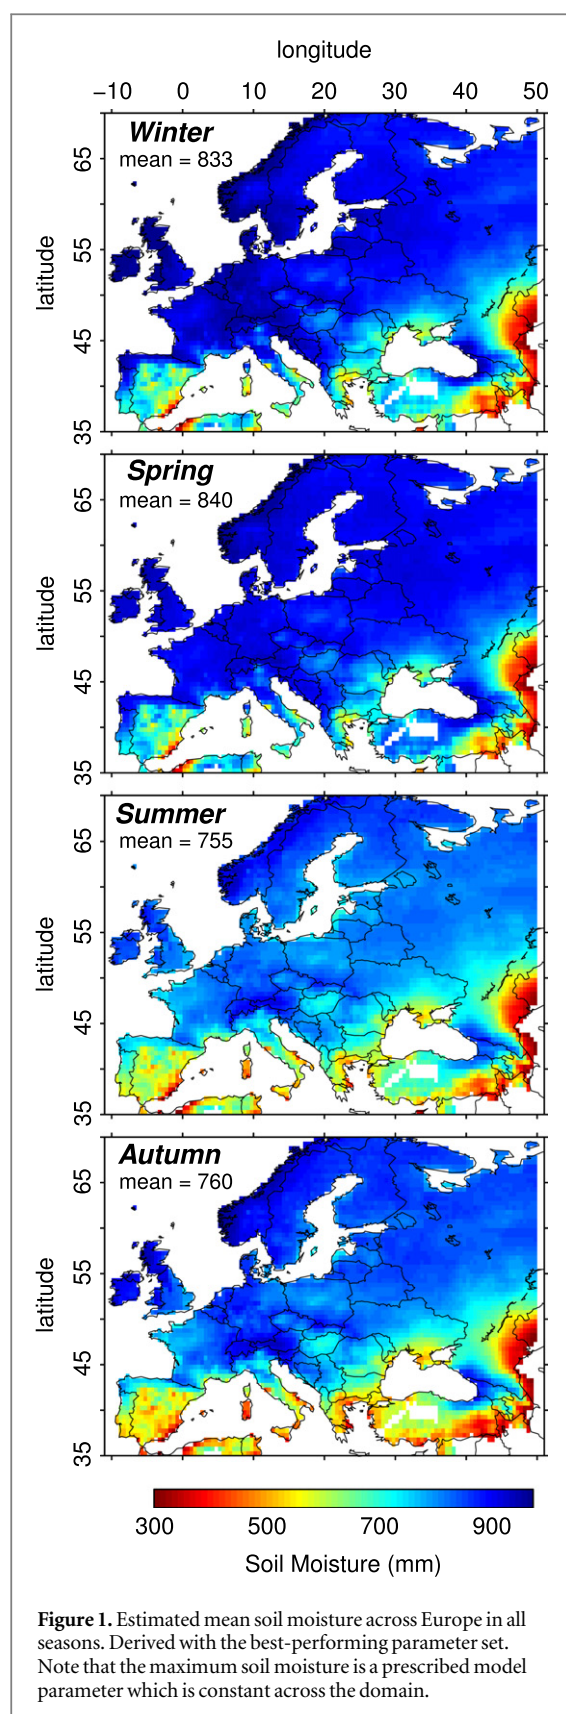 longitude
−10 0 10 20 30 40 50
Winter
mean = 833
65
55
45
35
latitude
Spring
mean = 840
65
55
45
35
latitude
Summer
mean = 755
65
55
45
35
latitude
Autumn
mean = 760
65
55
45
35
latitude
300 500 700 900
Soil Moisture (mm)
Figure 1. Estimated mean soil moisture across Europe in all
seasons. Derived with the best-performing parameter set.
Note that the maximum soil moisture is a prescribed model
parameter which is constant across the domain.